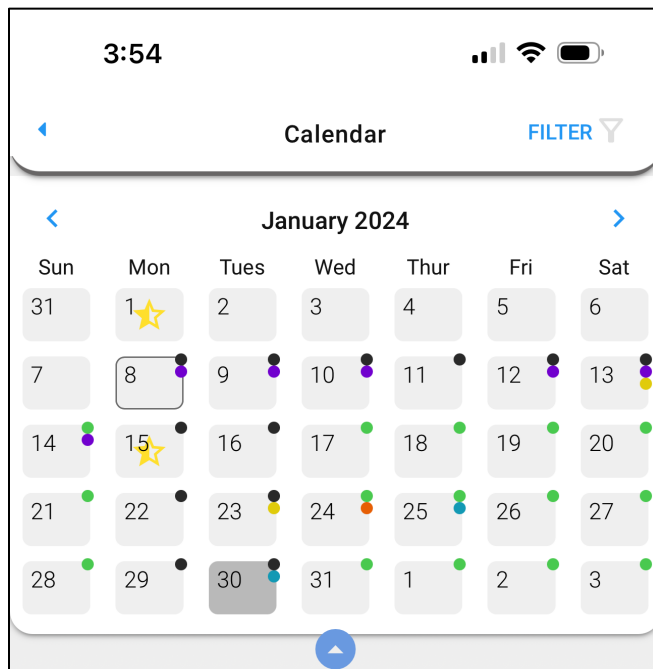 3:54
Calendar
FILTER
January 2024
Sun Mon Tues Wed Thur Fri Sat
31 1 2 3 4 5 6
7 8 9 10 11 12 13
14 15 16 17 18 19 20
21 22 23 24 25 26 27
28 29 30 31 1 2 3